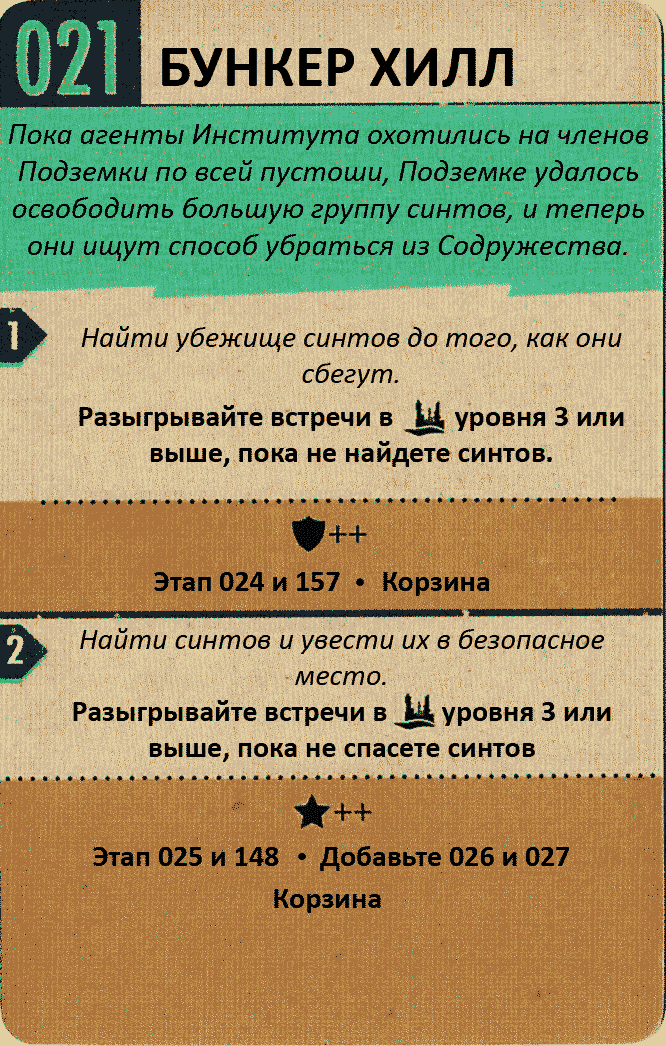 021
БУНКЕР ХИЛЛ
Пока агенты Института охотились на членов
Подземки по всей пустоши, Подземке удалось
освободить большую группу синтов, и теперь
они ищут способ убраться из Содружества.
1
Найти убежище синтов до того, как они
сбегут.
Разыгрывайте встречи в уровня 3 или
выше, пока не найдете синтов.
++
Этап 024 и 157 • Корзина
2
Найти синтов и увести их в безопасное
место.
Разыгрывайте встречи в уровня 3 или
выше, пока не спасете синтов
++
Этап 025 и 148 • Добавьте 026 и 027
Корзина